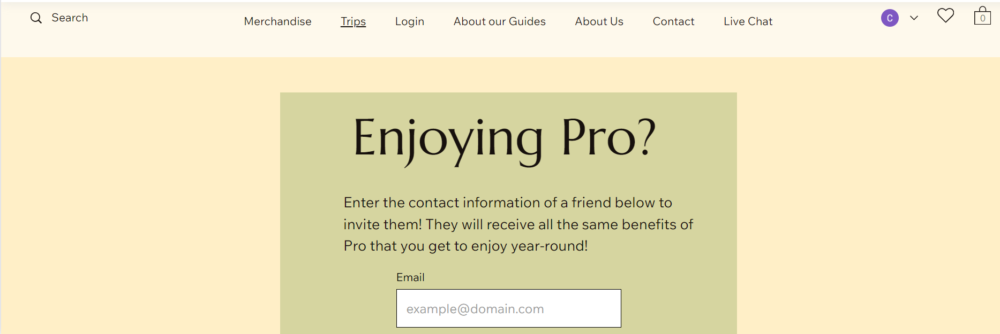 Search
Merchandise Trips Login About our Guides About Us Contact Live Chat
C
0
Enjoying Pro?
Enter the contact information of a friend below to
invite them! They will receive all the same benefits of
Pro that you get to enjoy year-round!
Email
example@domain.com